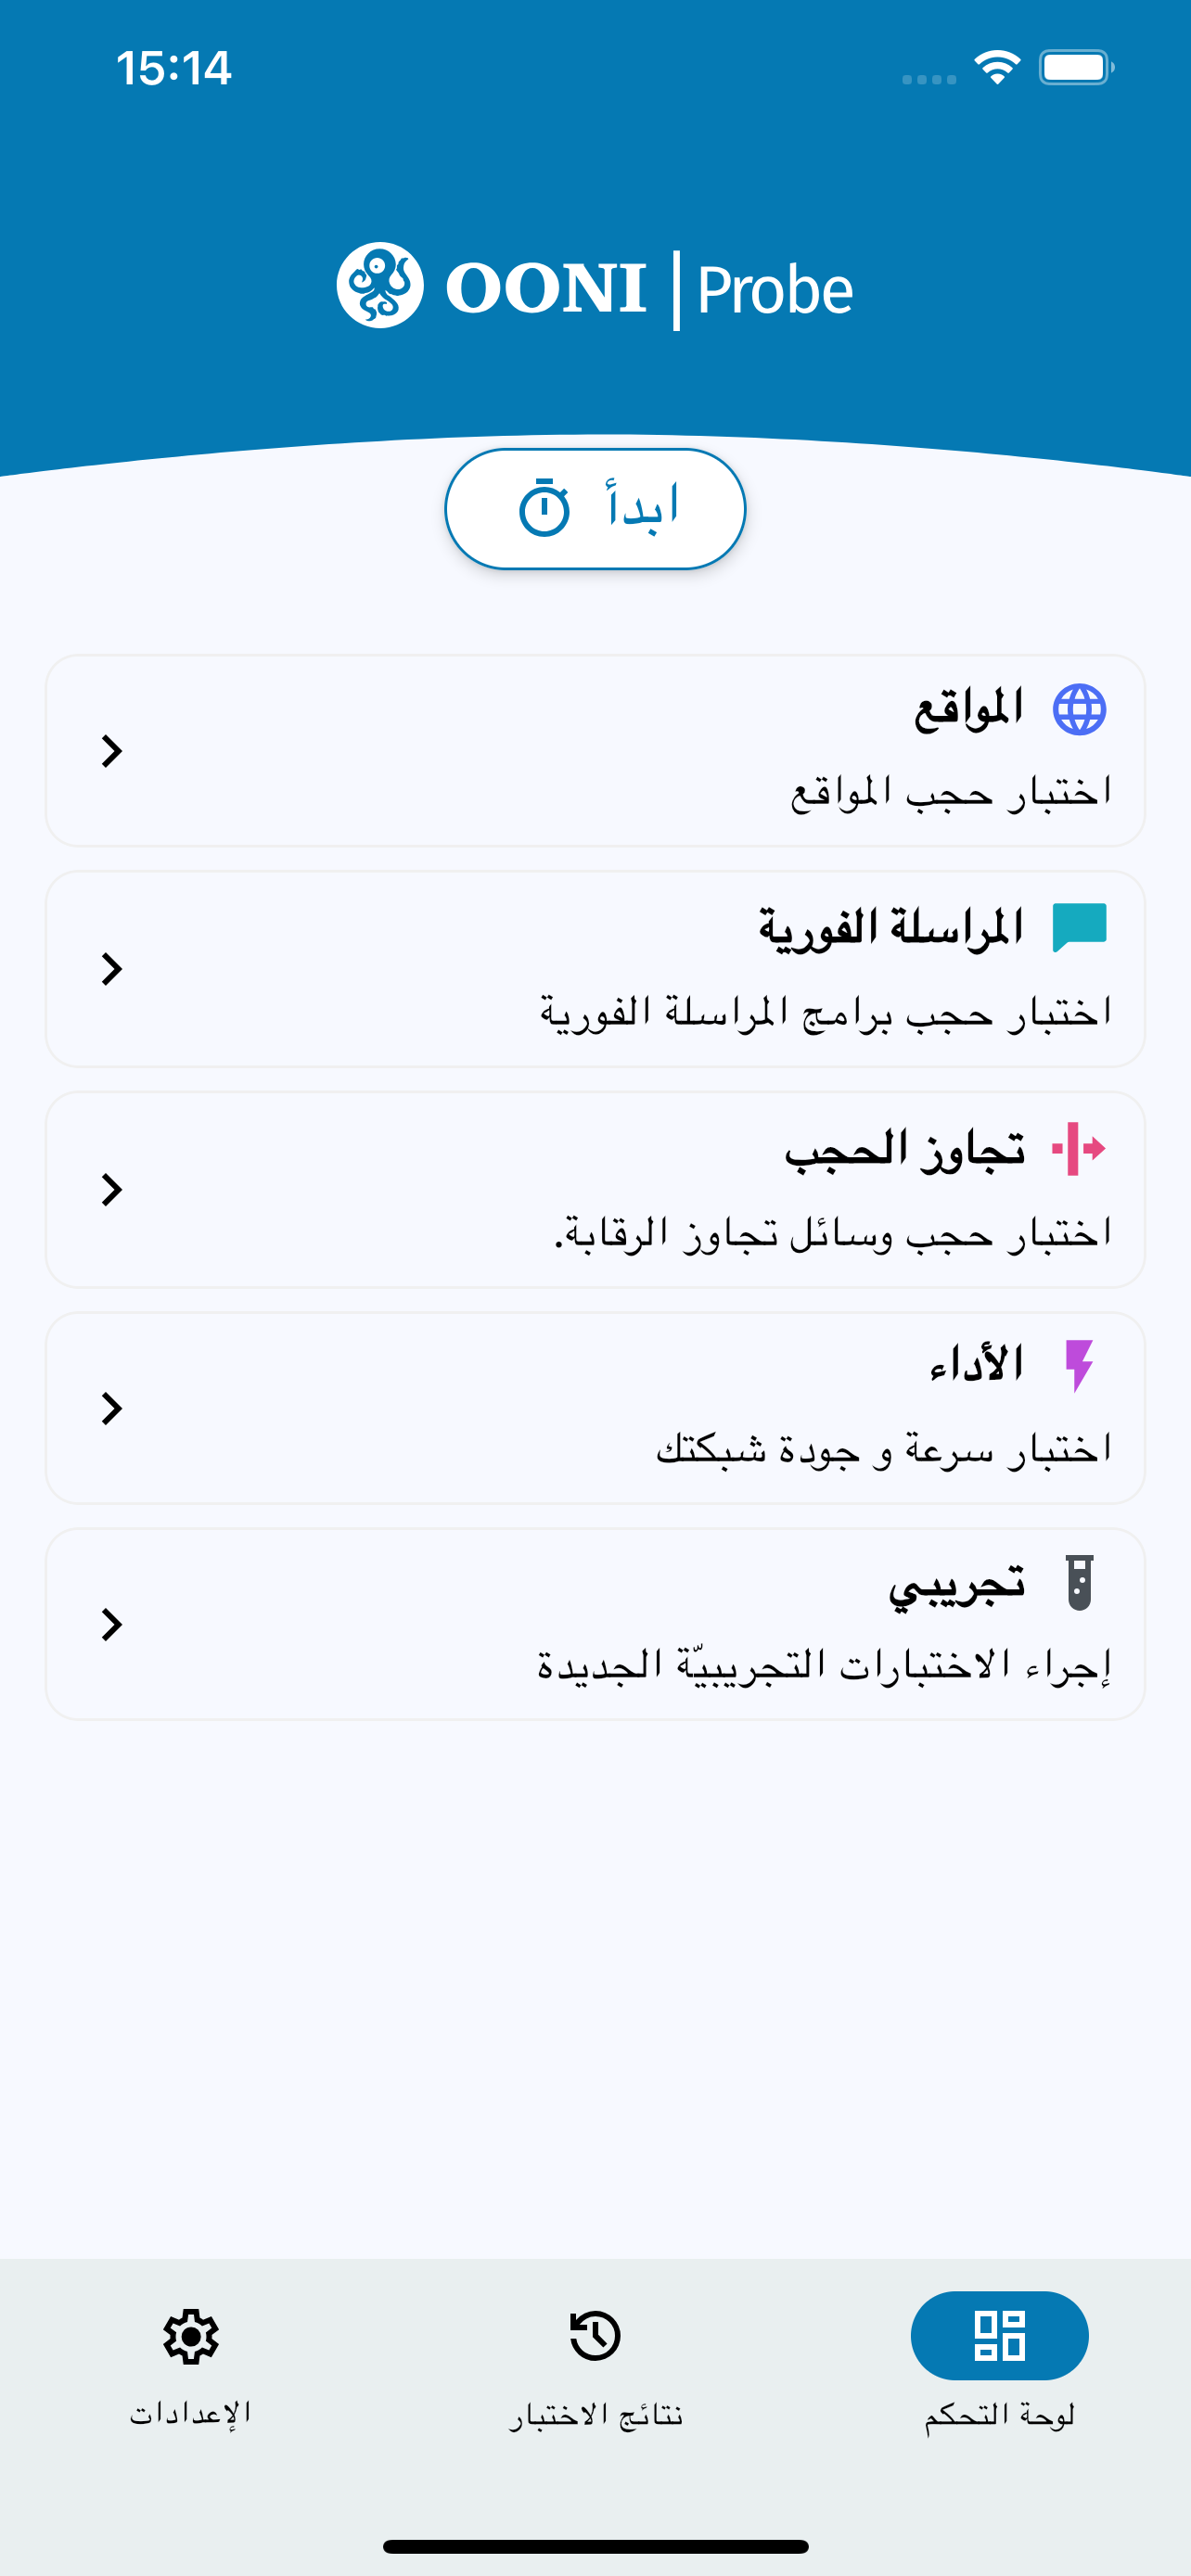 15:14
OONI | Probe
ابدأ
المواقع
اختبار حجب المواقع
المراسلة الفورية
اختبار حجب برامج المراسلة الفورية
تجاوز الحجب
اختبار حجب وسائل تجاوز الرقابة.
الأداء
اختبار سرعة و جودة شبكتك
تجريبي
إجراء الاختبارات التجريبيّة الجديدة
لوحة التحكم
نتائج الاختبار
الإعدادات